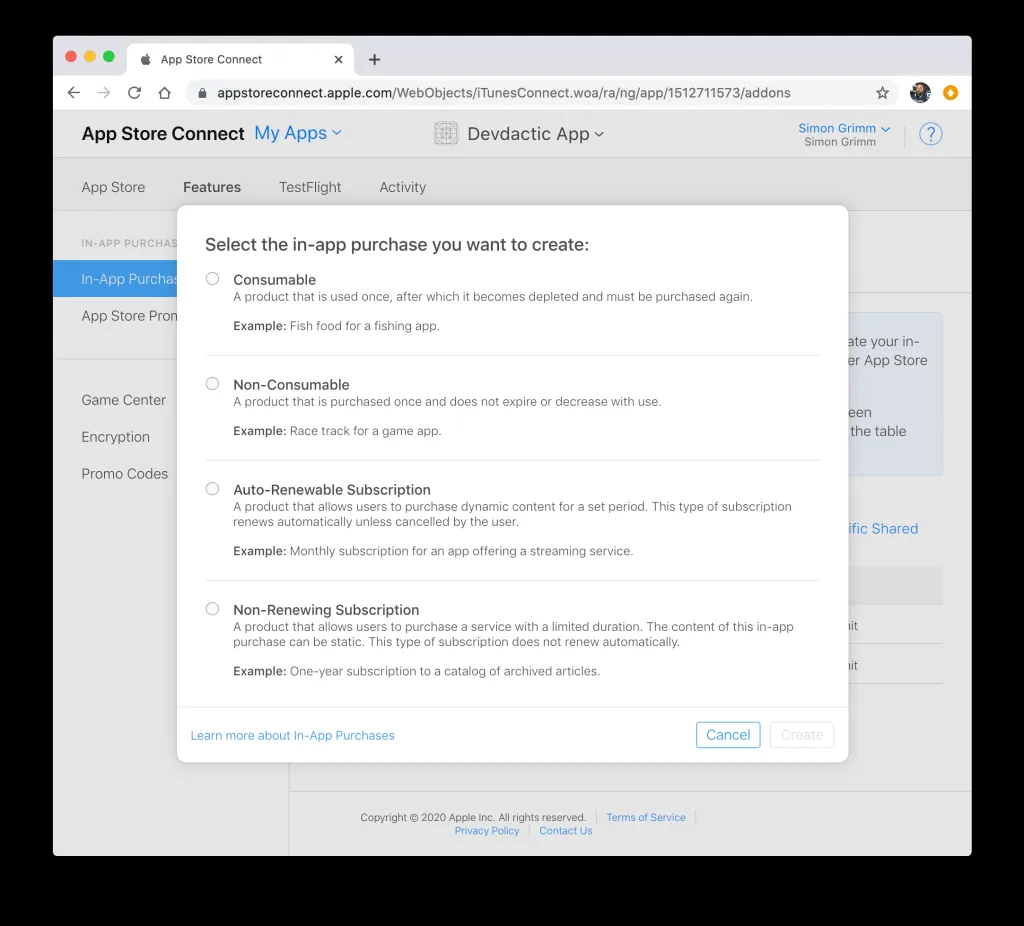 App Store Connect
appstoreconnect.apple.com/WebObjects/iTunesConnect.woa/ra/ng/app/1512711573/addons
App Store Connect My Apps
Devdactic App
Simon Grimm
Simon Grimm
?
App Store Features TestFlight Activity
IN-APP PURCHAS
In-App Purchas
App Store Pron
Game Center
Encryption
Promo Codes
Select the in-app purchase you want to create:
Consumable
A product that is used once, after which it becomes depleted and must be purchased again.
Example: Fish food for a fishing app.
Non-Consumable
A product that is purchased once and does not expire or decrease with use.
Example: Race track for a game app.
Auto-Renewable Subscription
A product that allows users to purchase dynamic content for a set period. This type of subscription
renews automatically unless cancelled by the user.
Example: Monthly subscription for an app offering a streaming service.
Non-Renewing Subscription
A product that allows users to purchase a service with a limited duration. The content of this in-app
purchase can be static. This type of subscription does not renew automatically.
Example: One-year subscription to a catalog of archived articles.
Learn more about In-App Purchases
Cancel
Create
ate your in-
er App Store
een
the table
ific Shared
nit
nit
Copyright © 2020 Apple Inc. All rights reserved. Terms of Service
Privacy Policy Contact Us